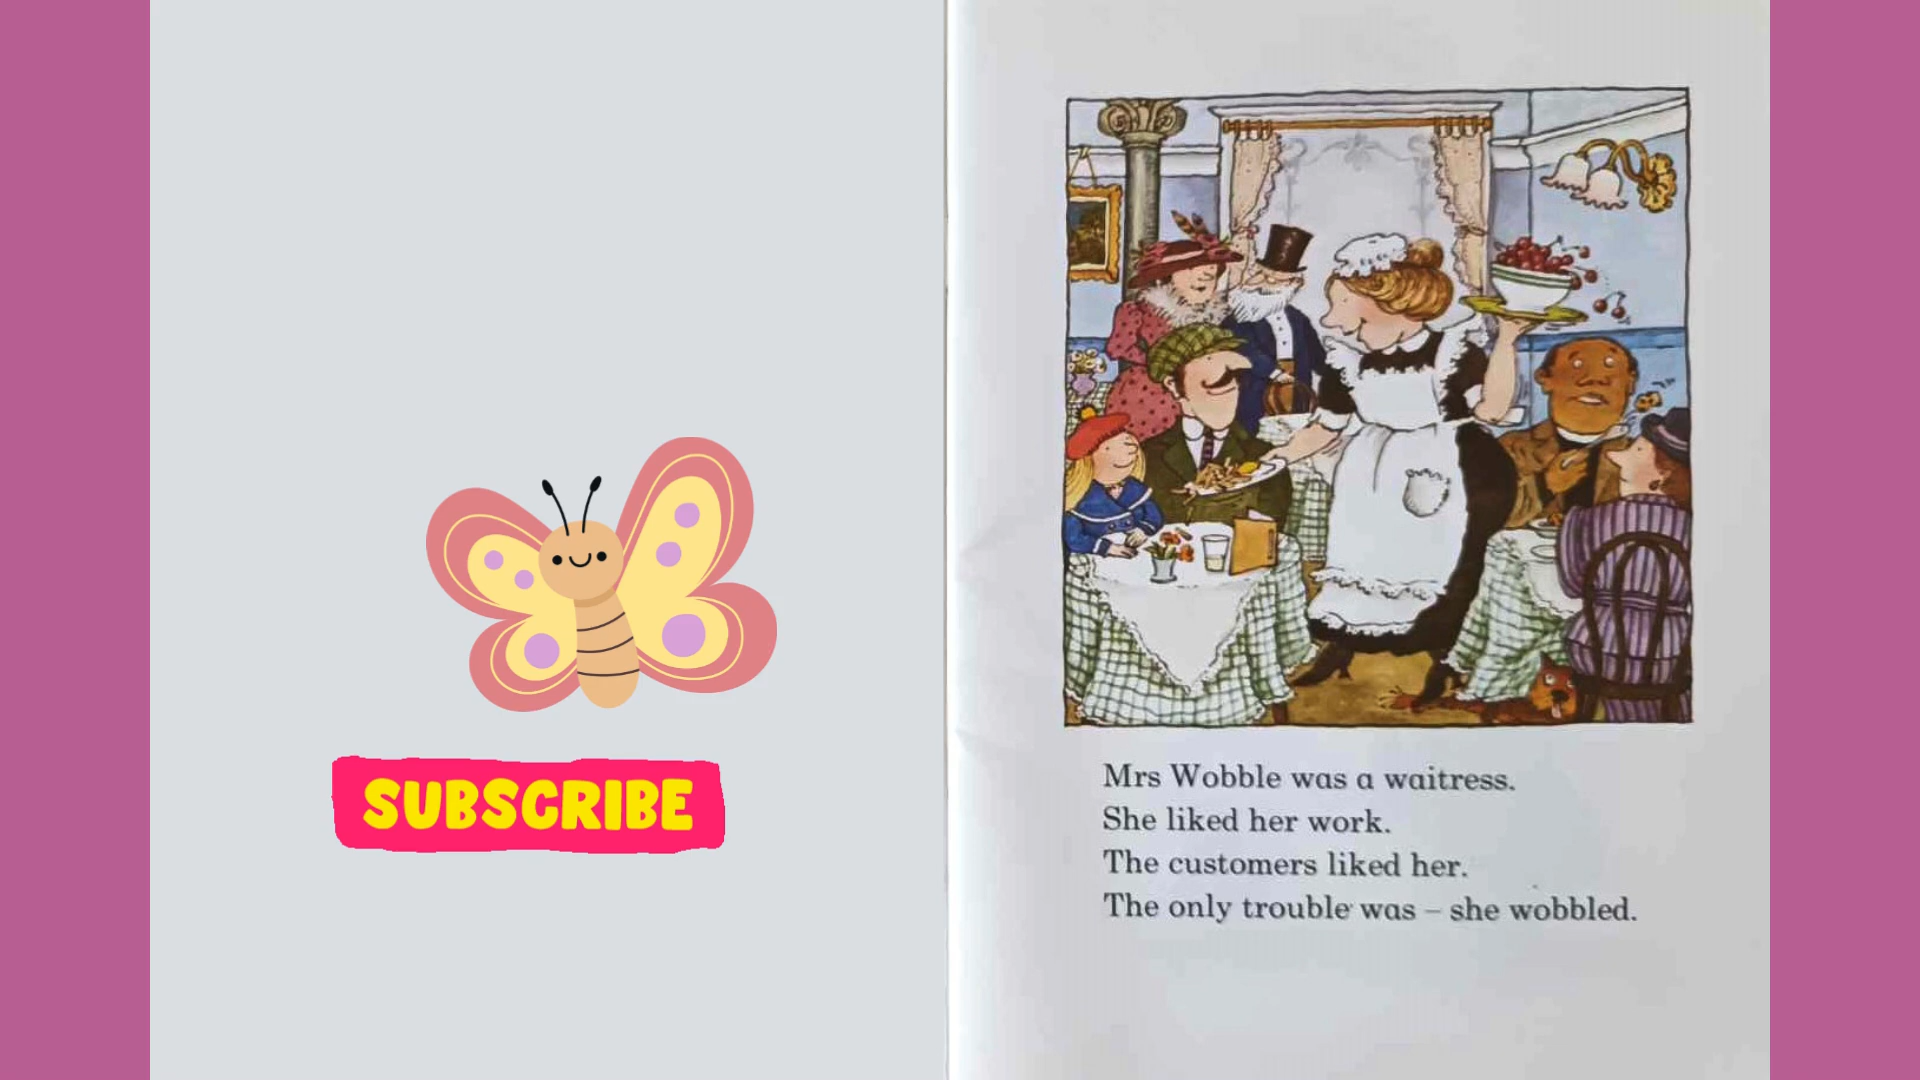 SUBSCRIBE
Mrs Wobble was a waitress.
She liked her work.
The customers liked her.
The only trouble was – she wobbled.